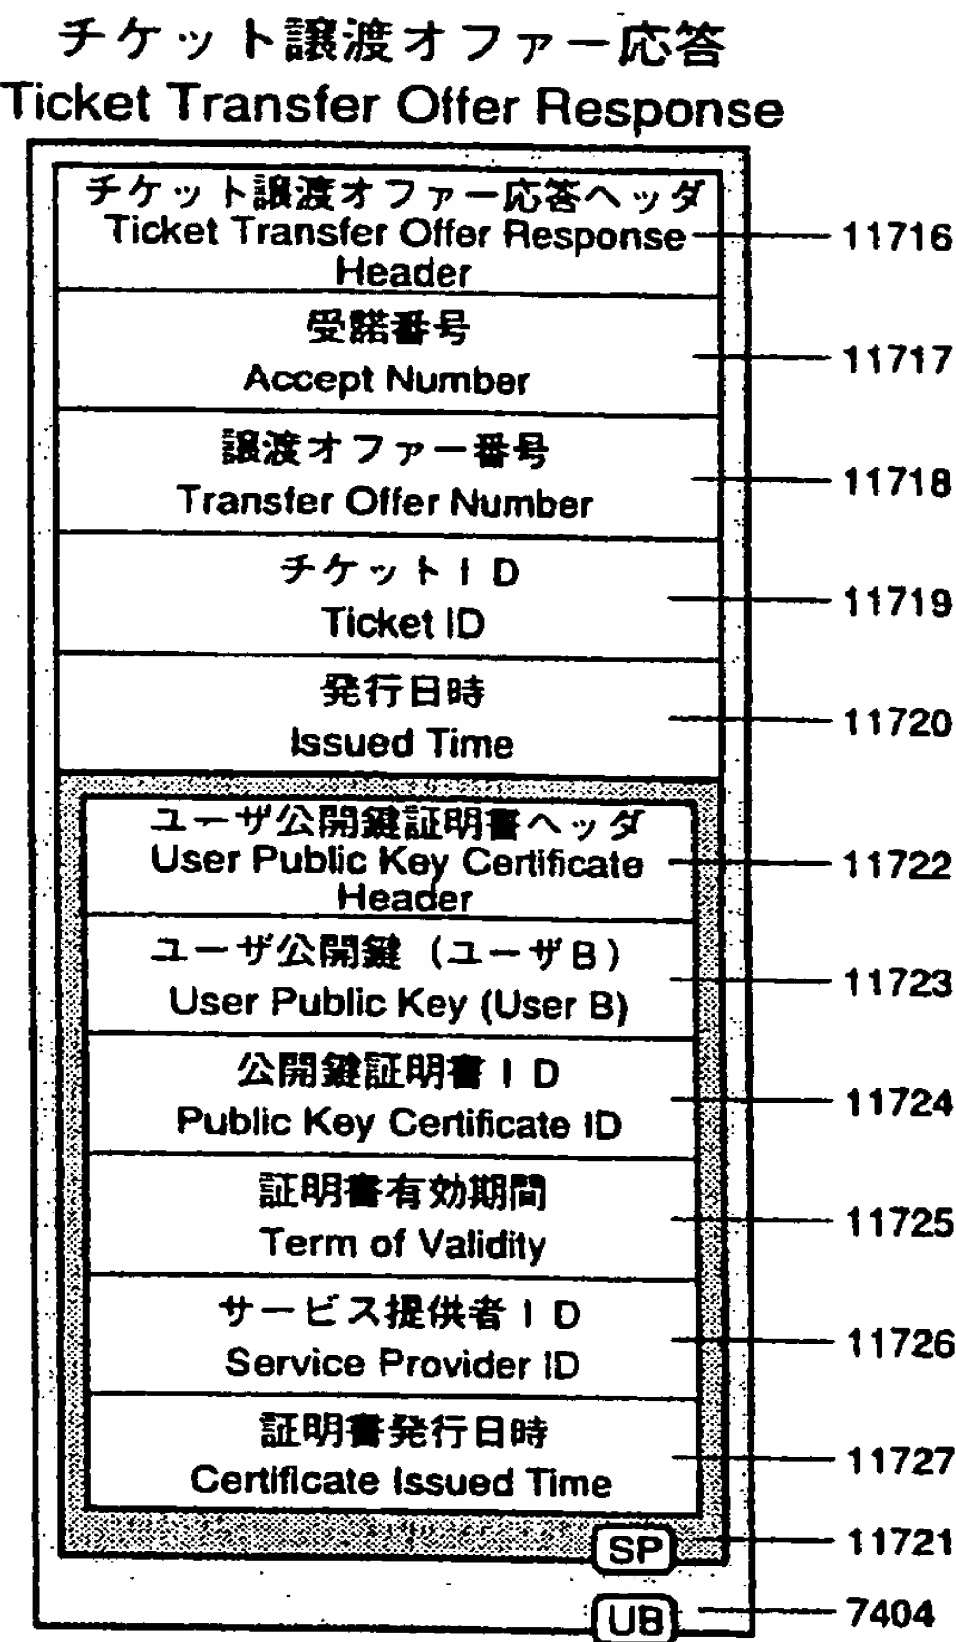 チケット譲渡オファー応答
Ticket Transfer Offer Response
チケット譲渡オファー応答ヘッダ
Ticket Transfer Offer Response
Header
11716
受諾番号
Accept Number
11717
譲渡オファー番号
Transfer Offer Number
11718
チケットID
Ticket ID
11719
発行日時
Issued Time
11720
ユーザ公開鍵証明書ヘッダ
User Public Key Certificate
Header
11722
ユーザ公開鍵（ユーザB）
User Public Key (User B)
11723
公開鍵証明書ID
Public Key Certificate ID
11724
証明書有効期間
Term of Validity
11725
サービス提供者ID
Service Provider ID
11726
証明書発行日時
Certificate Issued Time
11727
SP
11721
UB
7404